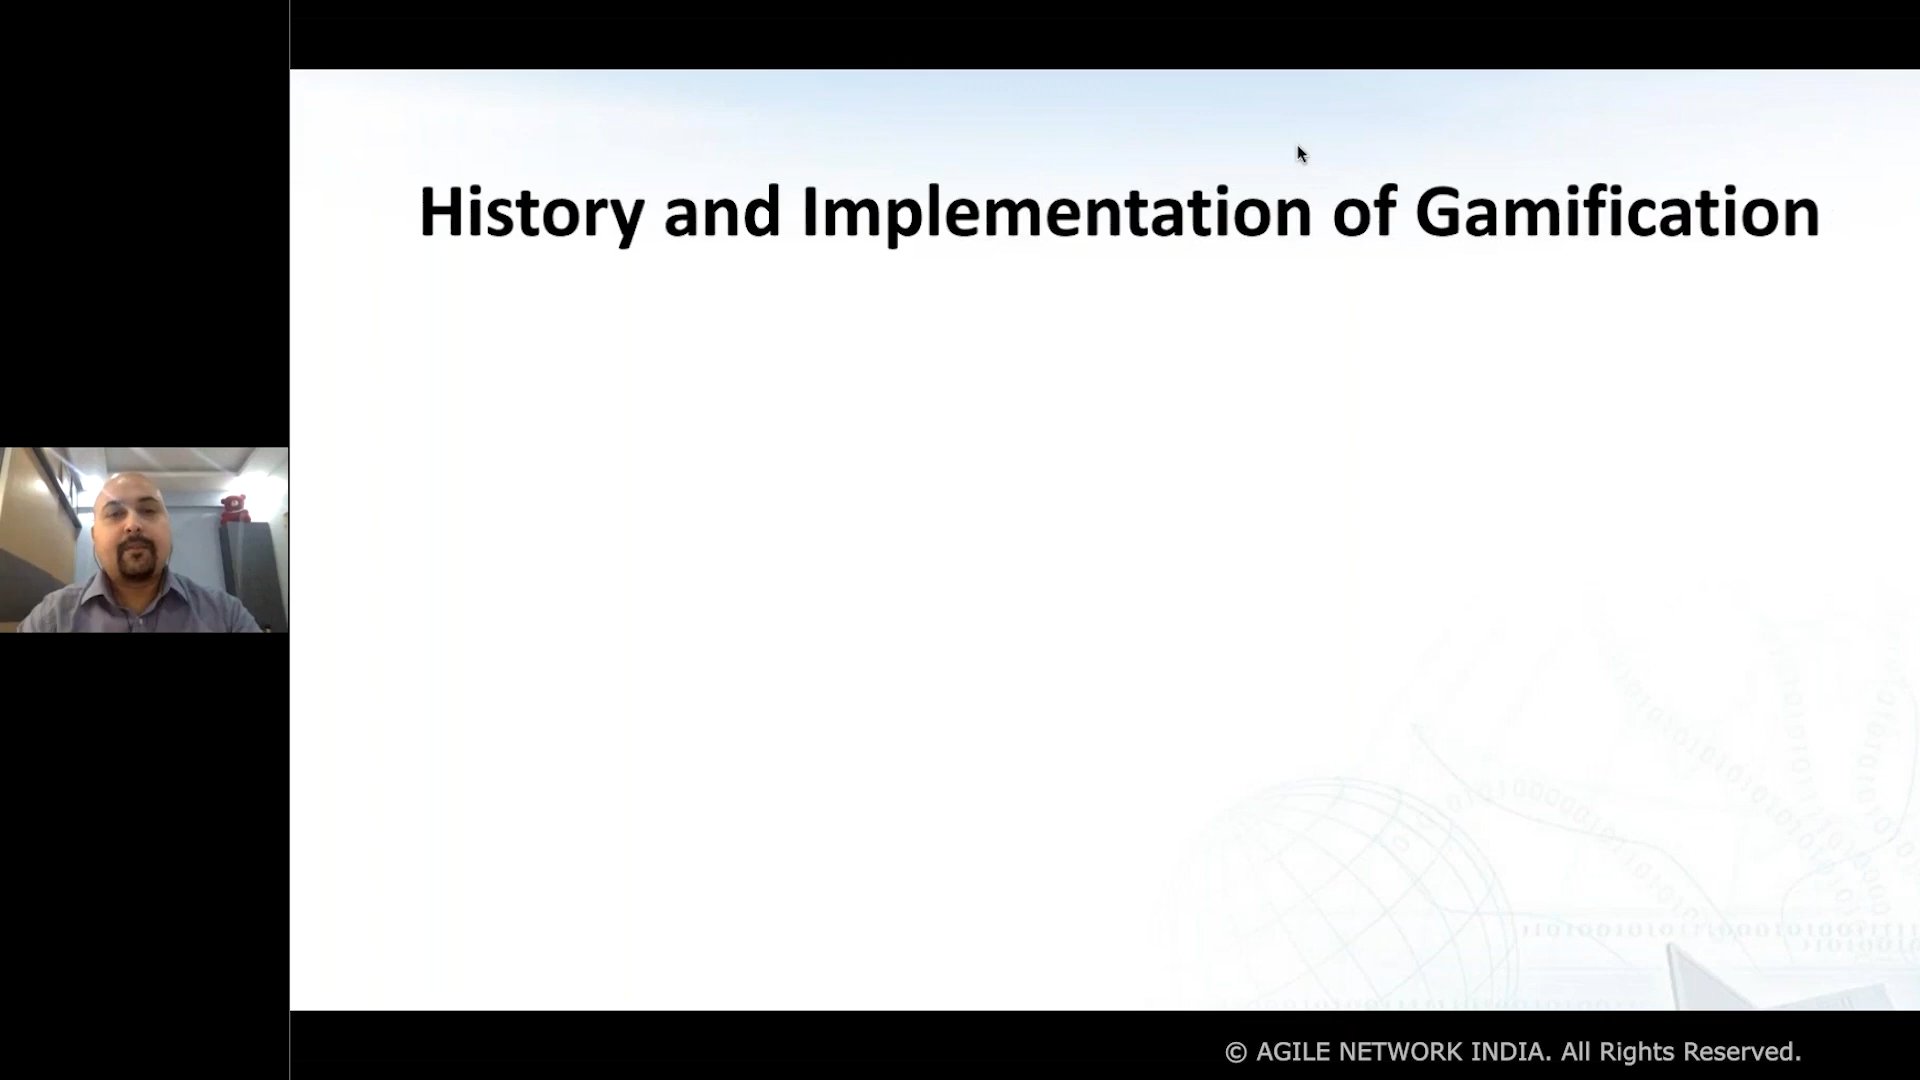 History and Implementation of Gamification
© AGILE NETWORK INDIA. All Rights Reserved.